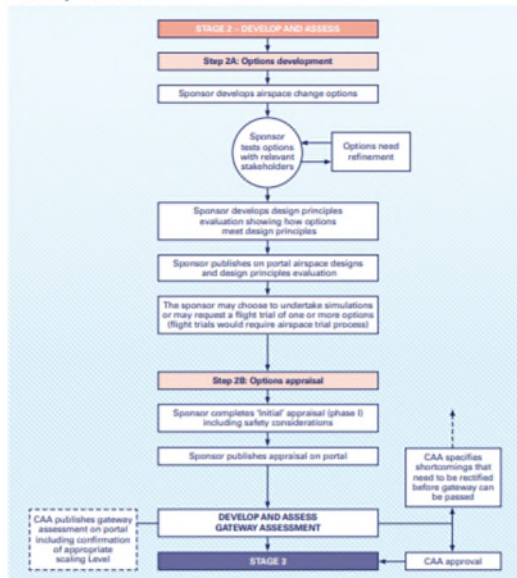 STAGE 2 – DEVELOP AND ASSESS
Step 2A: Options development
Sponsor develops airspace change options
Sponsor
tests options
with relevant
stakeholders
Options need
refinement
Sponsor develops design principles
evaluation showing how options
meet design principles
Sponsor publishes on portal airspace designs
and design principles evaluation
The sponsor may choose to undertake simulations
or may request a flight trial of one or more options
(flight trials would require airspace trial process)
Step 2B: Options appraisal
Sponsor completes 'Initial' appraisal (phase I)
including safety considerations
Sponsor publishes appraisal on portal
CAA specifies
shortcomings that
need to be rectified
before gateway can
be passed
CAA publishes gateway
assessment on portal
including confirmation
of appropriate
scaling Level
DEVELOP AND ASSESS
GATEWAY ASSESSMENT
STAGE 3
CAA approval